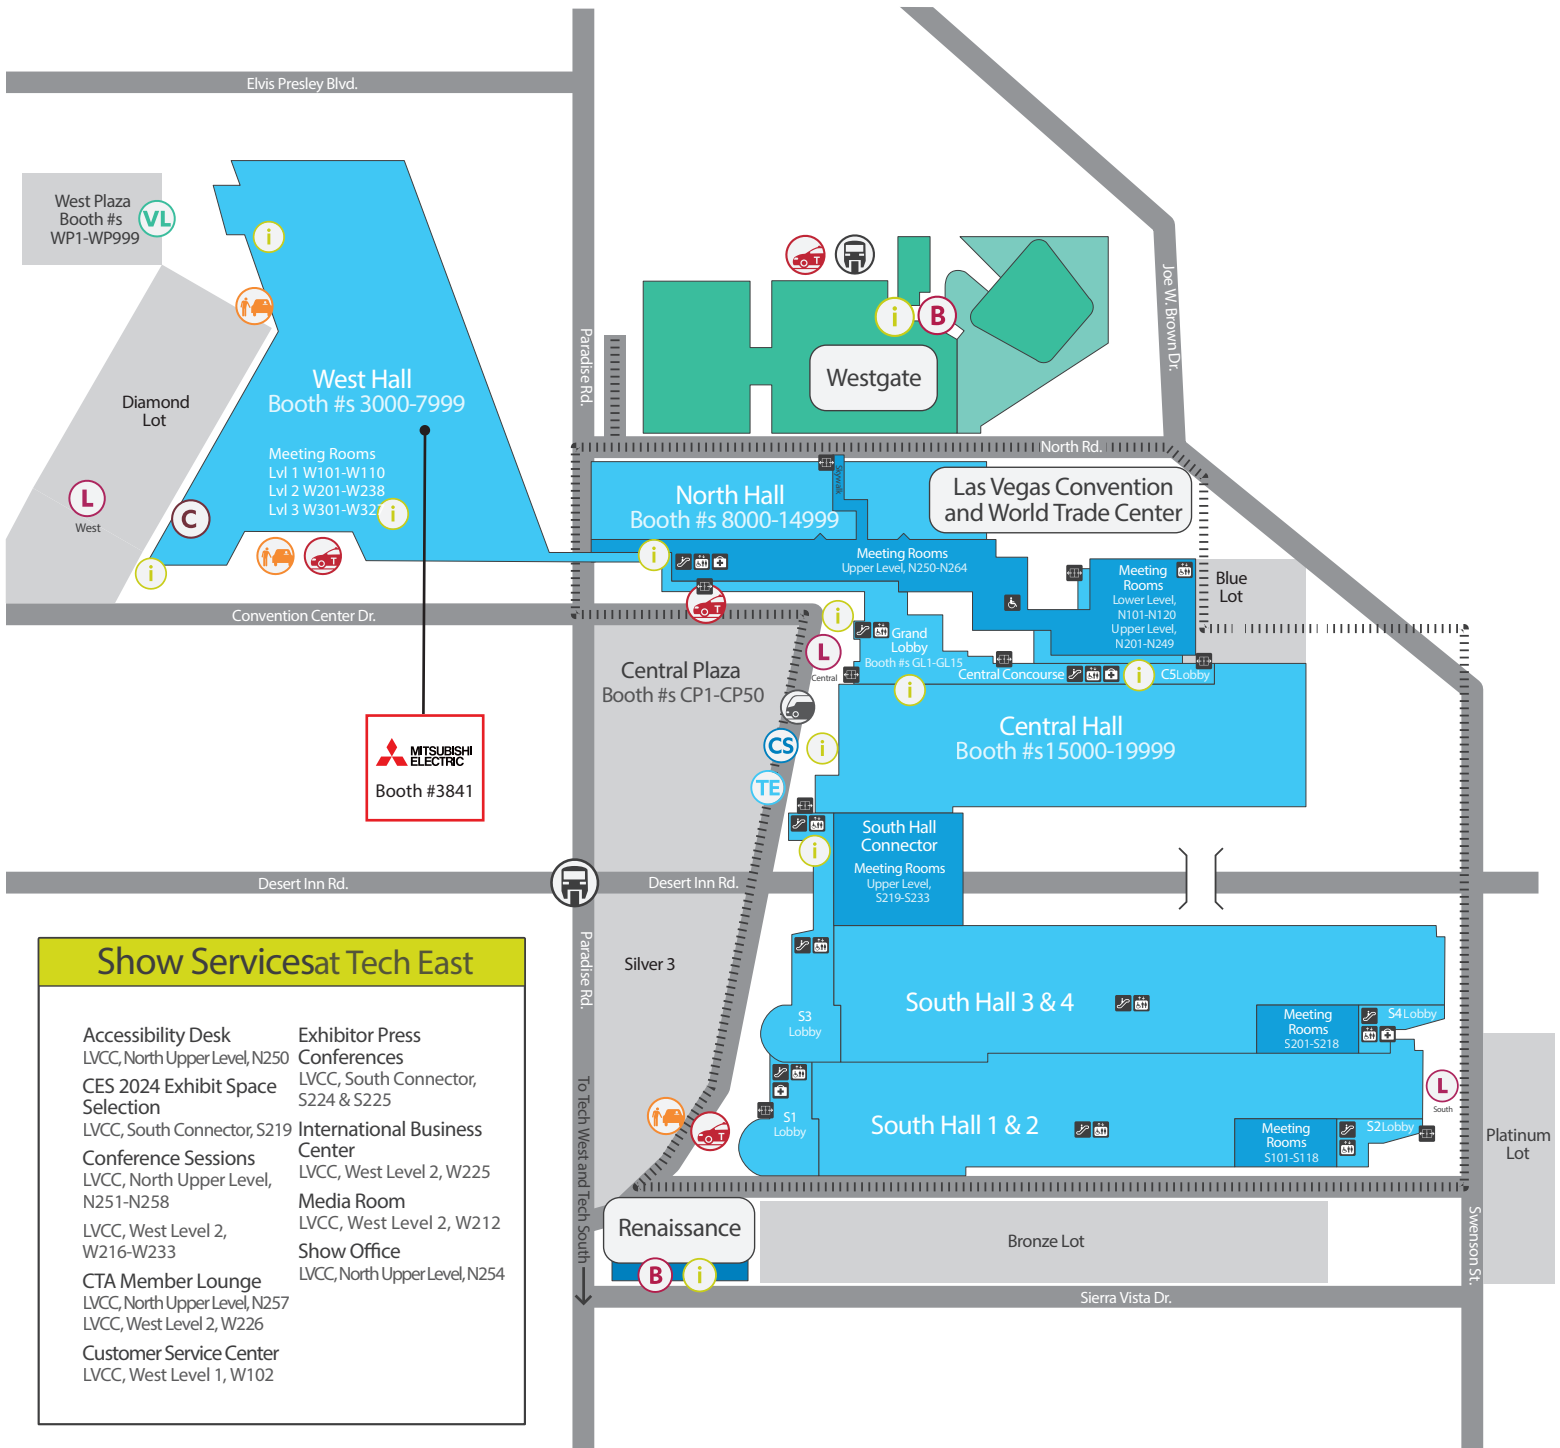 Elvis Presley Blvd.
West Plaza
Booth #s
WP1-WP999
VL
i
T
i
B
Westgate
Joe W. Brown Dr.
Paradise Rd.
West Hall
Booth #s 3000-7999
Diamond
Lot
Meeting Rooms
Lvl 1 W101-W110
Lvl 2 W201-W238
Lvl 3 W301-W32
i
L
West
C
T
i
North Rd.
North Hall
Booth #s 8000-14999
Skywalk
Las Vegas Convention
and World Trade Center
i
Meeting Rooms
Upper Level, N250-N264
Meeting
Rooms
Lower Level,
N101-N120
Upper Level,
N201-N249
Blue
Lot
Convention Center Dr.
T
i
L
Central
Grand
Lobby
Booth #s GL1-GL15
Central Concourse
i
C5Lobby
i
Central Plaza
Booth #s CP1-CP50
Central Hall
Booth #s15000-19999
CS
i
TE
MITSUBISHI
ELECTRIC
Booth #3841
i
South Hall
Connector
Meeting Rooms
Upper Level,
S219-S233
Desert Inn Rd.
Desert Inn Rd.
Paradise Rd.
Silver 3
South Hall 3 & 4
S3
Lobby
Meeting
Rooms
S201-S218
S4Lobby
L
South
T
S1
Lobby
South Hall 1 & 2
Meeting
Rooms
S101-S118
S2Lobby
Platinum
Lot
To Tech West and Tech South
Renaissance
B
i
Bronze Lot
Swenson St.
Sierra Vista Dr.
Show Servicesat Tech East
Accessibility Desk
LVCC, North Upper Level, N250
CES 2024 Exhibit Space
Selection
LVCC, South Connector, S219
Conference Sessions
LVCC, North Upper Level,
N251-N258
LVCC, West Level 2,
W216-W233
CTA Member Lounge
LVCC, North Upper Level, N257
LVCC, West Level 2, W226
Customer Service Center
LVCC, West Level 1, W102
Exhibitor Press
Conferences
LVCC, South Connector,
S224 & S225
International Business
Center
LVCC, West Level 2, W225
Media Room
LVCC, West Level 2, W212
Show Office
LVCC, North Upper Level, N254